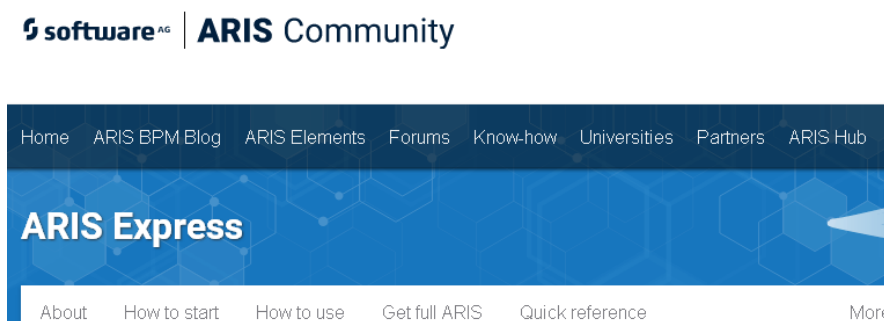 software AG ARIS Community
Home ARIS BPM Blog ARIS Elements Forums Know-how Universities Partners ARIS Hub
ARIS Express
About How to start How to use Get full ARIS Quick reference More